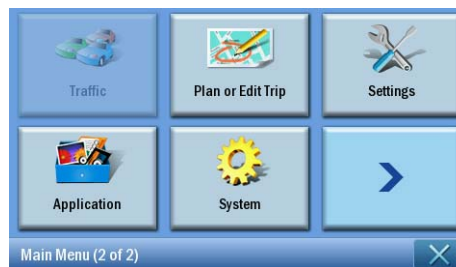 Traffic
Plan or Edit Trip
Settings
Application
System
Main Menu (2 of 2)